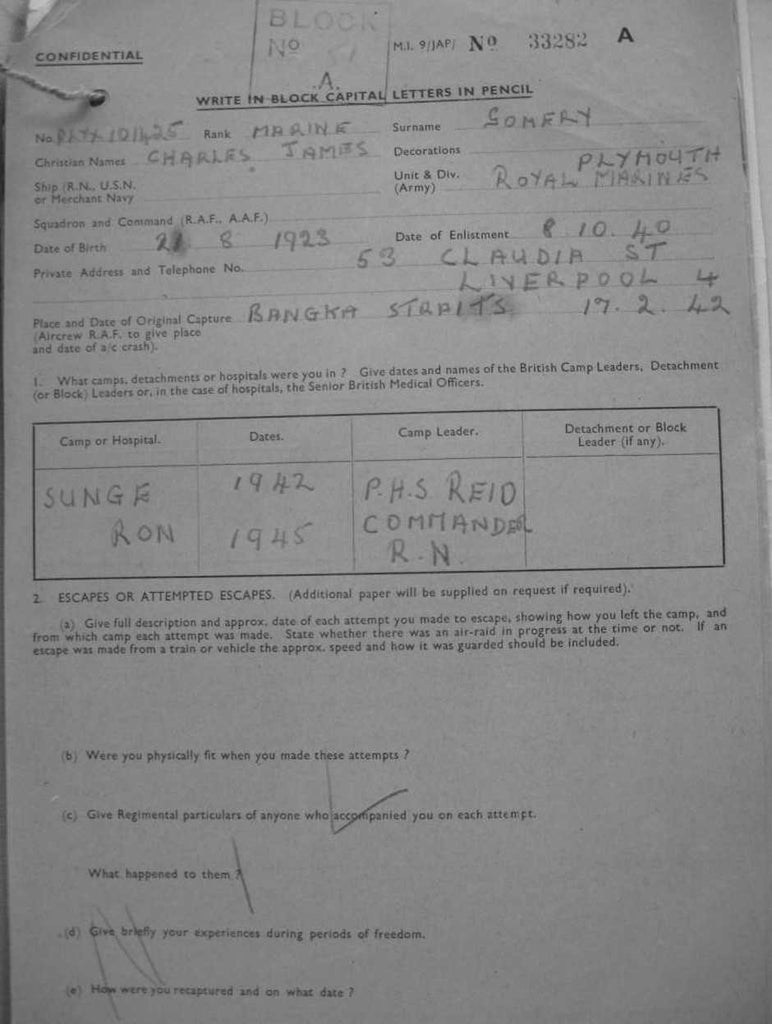 BLOCK
No
CONFIDENTIAL
M.I. 9/JAP/ No 33282 A
A.
WRITE IN BLOCK CAPITAL LETTERS IN PENCIL
No. PLYX101425 Rank MARINE Surname GOMERY
Christian Names CHARLES JAMES Decorations
Ship (R.N., U.S.N. or Merchant Navy
Unit & Div. (Army) PLYMOUTH ROYAL MARINES
Squadron and Command (R.A.F., A.A.F.)
Date of Birth 21 8 1923 Date of Enlistment 8 10. 40
Private Address and Telephone No. 53 CLAUDIA ST
LIVERPOOL 4
Place and Date of Original Capture BANGKA STRAITS. 17. 2. 42
(Aircrew R.A.F. to give place
and date of a/c crash).
1. What camps, detachments or hospitals were you in ? Give dates and names of the British Camp Leaders, Detachment
(or Block) Leaders or, in the case of hospitals, the Senior British Medical Officers.
Camp or Hospital. Dates. Camp Leader. Detachment or Block
Leader (if any).
SUNGE 1942 P.H.S REID
RON 1945 COMMANDER
R.N.
2. ESCAPES OR ATTEMPTED ESCAPES. (Additional paper will be supplied on request if required).
(a) Give full description and approx. date of each attempt you made to escape, showing how you left the camp, and
from which camp each attempt was made. State whether there was an air-raid in progress at the time or not. If an
escape was made from a train or vehicle the approx. speed and how it was guarded should be included.
(b) Were you physically fit when you made these attempts ?
(c) Give Regimental particulars of anyone who accompanied you on each attempt.
What happened to them ?
(d) Give briefly your experiences during periods of freedom.
(e) How were you recaptured and on what date ?